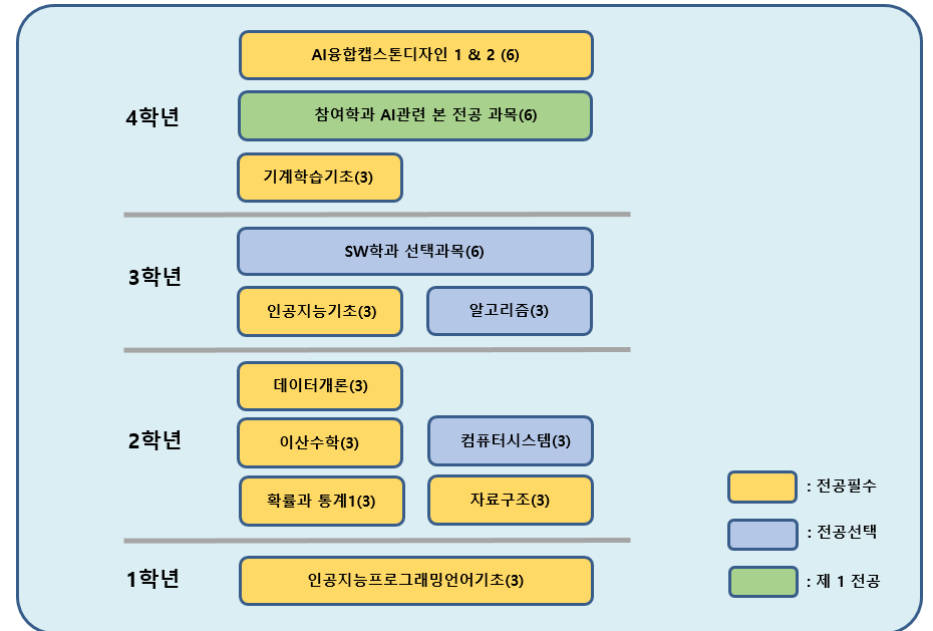 AI융합캡스톤디자인 1 & 2 (6)
4학년
참여학과 AI관련 본 전공 과목(6)
기계학습기초(3)
SW학과 선택과목(6)
3학년
인공지능기초(3)
알고리즘(3)
데이터개론(3)
2학년
이산수학(3)
컴퓨터시스템(3)
확률과 통계1(3)
자료구조(3)
: 전공필수
: 전공선택
1학년
인공지능프로그래밍언어기초(3)
: 제 1 전공